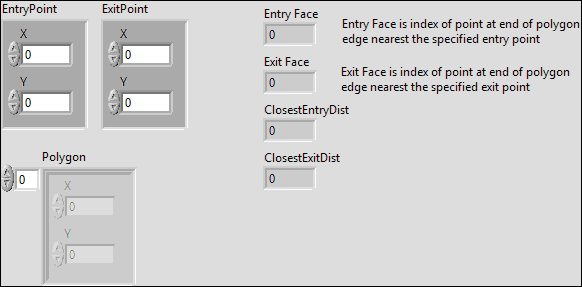 EntryPoint
X
0
Y
0
ExitPoint
X
0
Y
0
Entry Face
0
Entry Face is index of point at end of polygon
edge nearest the specified entry point
Exit Face
0
Exit Face is index of point at end of polygon
edge nearest the specified exit point
ClosestEntryDist
0
ClosestExitDist
0
Polygon
0
X
0
Y
0